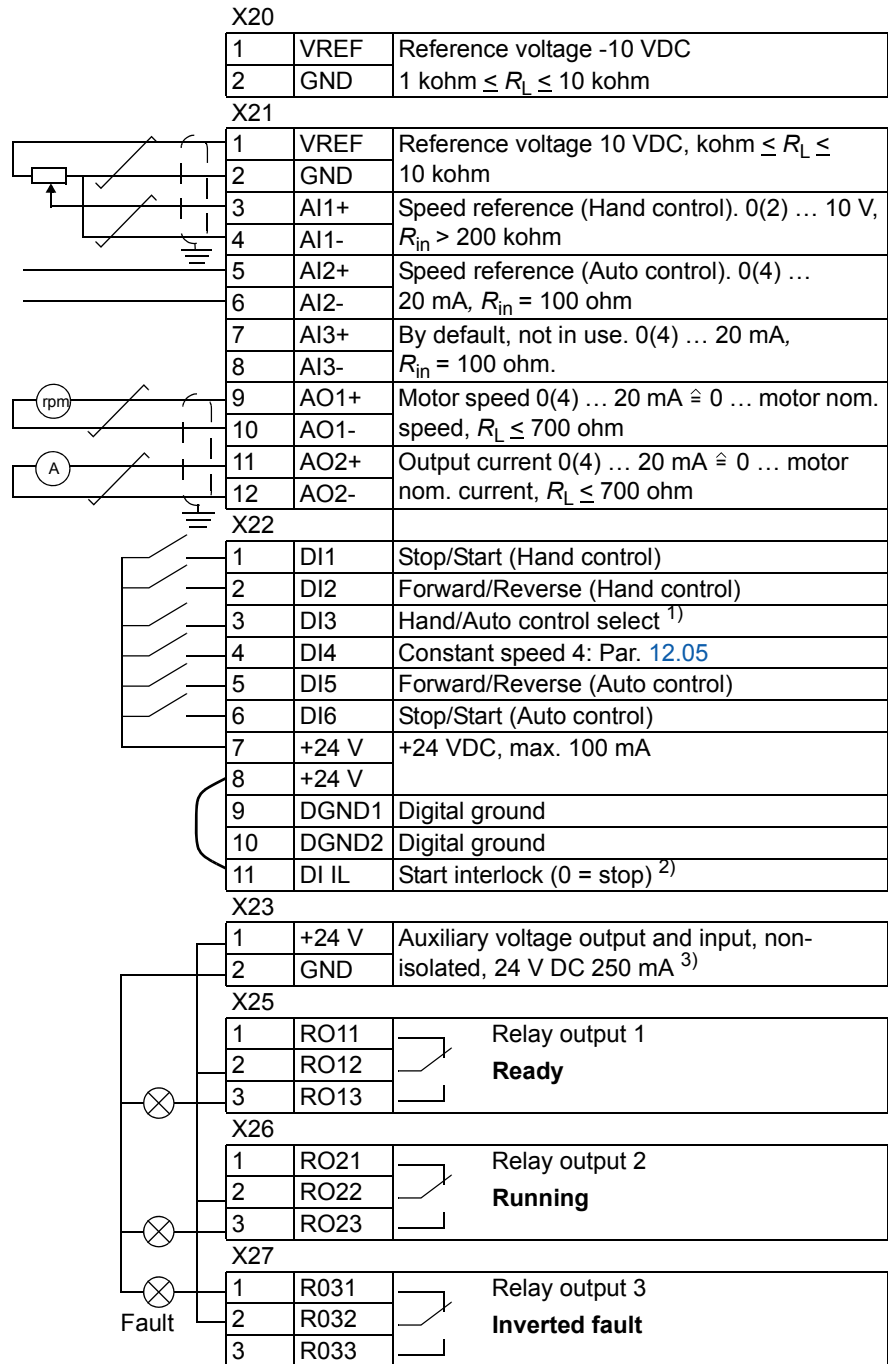 X20
1 VREF Reference voltage -10 VDC
2 GND 1 kohm ≤ RL ≤ 10 kohm
X21
1 VREF Reference voltage 10 VDC, kohm ≤ RL ≤
2 GND 10 kohm
3 AI1+ Speed reference (Hand control). 0(2) … 10 V,
4 AI1- Rin > 200 kohm
5 AI2+ Speed reference (Auto control). 0(4) …
6 AI2- 20 mA, Rin = 100 ohm
7 AI3+ By default, not in use. 0(4) … 20 mA,
8 AI3- Rin = 100 ohm.
rpm 9 AO1+ Motor speed 0(4) … 20 mA ≙ 0 … motor nom.
10 AO1- speed, RL ≤ 700 ohm
A 11 AO2+ Output current 0(4) … 20 mA ≙ 0 … motor
12 AO2- nom. current, RL ≤ 700 ohm
X22
1 DI1 Stop/Start (Hand control)
2 DI2 Forward/Reverse (Hand control)
3 DI3 Hand/Auto control select 1)
4 DI4 Constant speed 4: Par. 12.05
5 DI5 Forward/Reverse (Auto control)
6 DI6 Stop/Start (Auto control)
7 +24 V +24 VDC, max. 100 mA
8 +24 V
9 DGND1 Digital ground
10 DGND2 Digital ground
11 DI IL Start interlock (0 = stop) 2)
X23
1 +24 V Auxiliary voltage output and input, non-
2 GND isolated, 24 V DC 250 mA 3)
X25
1 RO11 Relay output 1
2 RO12 Ready
3 RO13
X26
1 RO21 Relay output 2
2 RO22 Running
3 RO23
X27
1 R031 Relay output 3
Fault 2 R032 Inverted fault
3 R033